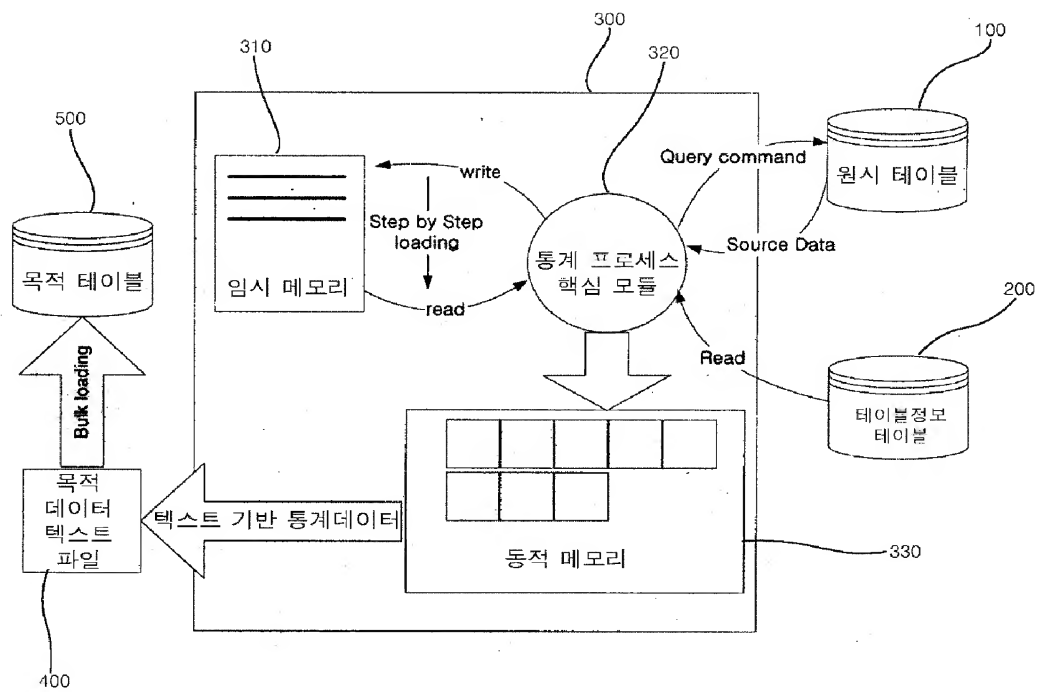 300
310
320
100
500
Query command
원시 테이블
write
Step by Step
loading
Source Data
통계 프로세스
핵심 모듈
목적 테이블
임시 메모리
read
200
Read
Bulk loading
테이블정보
테이블
목적
데이터
텍스트
파일
텍스트 기반 통계데이터
동적 메모리
330
400